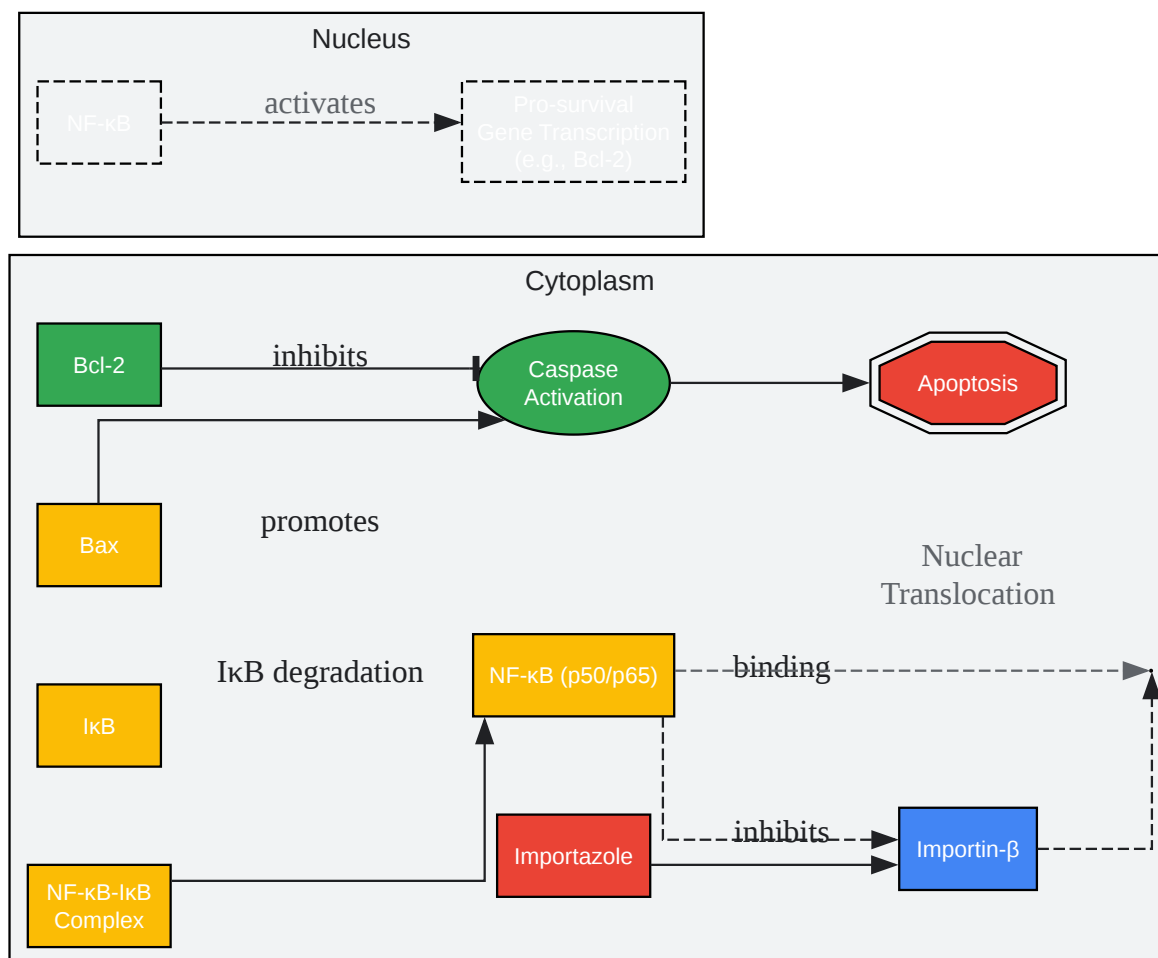 Nucleus
NF-κB
activates
Pro-survival
Gene Transcription
(e.g., Bcl-2)
Cytoplasm
Bcl-2
inhibits
Caspase
Activation
Apoptosis
Bax
promotes
Nuclear
Translocation
IκB degradation
NF-κB (p50/p65)
binding
IκB
Importazole
inhibits
Importin-β
NF-κB-IκB
Complex